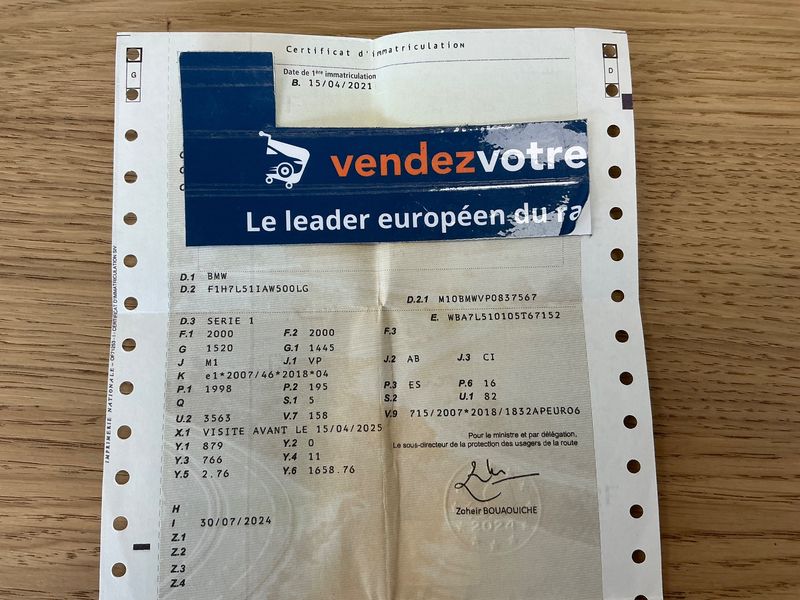 Certificat d'immatriculation
G
D
Date de 1ère immatriculation
B. 15/04/2021
vendezvotre
Le leader européen du ra
D.1 BMW
D.2 F1H7L51IAW500LG
D.2.1 M10BMWVP0837567
D.3 SERIE 1
E. WBA7L510105T67152
F.1 2000 F.2 2000 F.3
G 1520 G.1 1445
J M1 J.1 VP J.2 AB J.3 CI
K e1*2007/46*2018*04
P.1 1998 P.2 195 P.3 ES P.6 16
Q S.1 5 S.2 U.1 82
U.2 3563 V.7 158 V.9 715/2007*2018/1832APEURO6
X.1 VISITE AVANT LE 15/04/2025
Y.1 879 Y.2 0
Y.3 766 Y.4 11
Y.5 2.76 Y.6 1658.76
Pour le ministre et par délégation,
Le sous-directeur de la protection des usagers de la route
Zoheir BOUAOUICHE
2024
H
I 30/07/2024
Z.1
Z.2
Z.3
Z.4